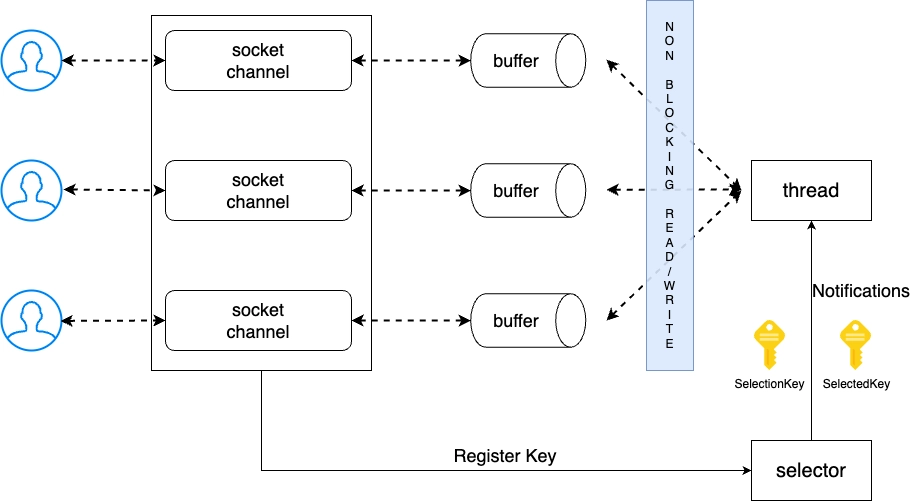 socket
channel
buffer
socket
channel
buffer
socket
channel
buffer
NON BLOCKING READ/WRITE
thread
Notifications
SelectionKey
SelectedKey
Register Key
selector